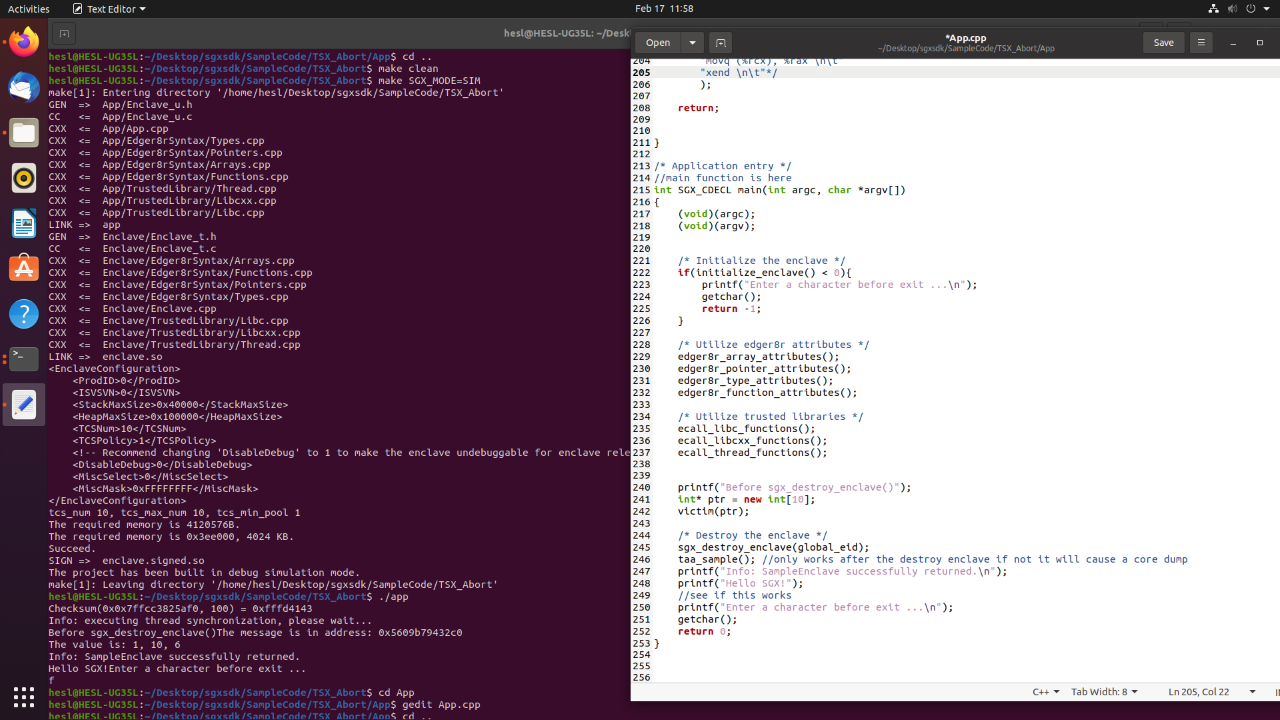 Activities
Text Editor
Feb 17 11:58
hesl@HESL-UG35L: ~/Desk
hesl@HESL-UG35L:~/Desktop/sgxsdk/SampleCode/TSX_Abort/App$ cd ..
hesl@HESL-UG35L:~/Desktop/sgxsdk/SampleCode/TSX_Abort$ make clean
hesl@HESL-UG35L:~/Desktop/sgxsdk/SampleCode/TSX_Abort$ make SGX_MODE=SIM
make[1]: Entering directory '/home/hesl/Desktop/sgxsdk/SampleCode/TSX_Abort'
GEN  =>  App/Enclave_u.h
CC   <=  App/Enclave_u.c
CXX  <=  App/App.cpp
CXX  <=  App/Edger8rSyntax/Types.cpp
CXX  <=  App/Edger8rSyntax/Pointers.cpp
CXX  <=  App/Edger8rSyntax/Arrays.cpp
CXX  <=  App/Edger8rSyntax/Functions.cpp
CXX  <=  App/TrustedLibrary/Thread.cpp
CXX  <=  App/TrustedLibrary/Libcxx.cpp
CXX  <=  App/TrustedLibrary/Libc.cpp
LINK =>  app
GEN  =>  Enclave/Enclave_t.h
CC   <=  Enclave/Enclave_t.c
CXX  <=  Enclave/Edger8rSyntax/Arrays.cpp
CXX  <=  Enclave/Edger8rSyntax/Functions.cpp
CXX  <=  Enclave/Edger8rSyntax/Pointers.cpp
CXX  <=  Enclave/Edger8rSyntax/Types.cpp
CXX  <=  Enclave/Enclave.cpp
CXX  <=  Enclave/TrustedLibrary/Libc.cpp
CXX  <=  Enclave/TrustedLibrary/Libcxx.cpp
CXX  <=  Enclave/TrustedLibrary/Thread.cpp
LINK =>  enclave.so
<EnclaveConfiguration>
    <ProdID>0</ProdID>
    <ISVSVN>0</ISVSVN>
    <StackMaxSize>0x40000</StackMaxSize>
    <HeapMaxSize>0x100000</HeapMaxSize>
    <TCSNum>10</TCSNum>
    <TCSPolicy>1</TCSPolicy>
    <!-- Recommend changing 'DisableDebug' to 1 to make the enclave undebuggable for enclave rele
    <DisableDebug>0</DisableDebug>
    <MiscSelect>0</MiscSelect>
    <MiscMask>0xFFFFFFFF</MiscMask>
</EnclaveConfiguration>
tcs_num 10, tcs_max_num 10, tcs_min_pool 1
The required memory is 4120576B.
The required memory is 0x3ee000, 4024 KB.
Succeed.
SIGN =>  enclave.signed.so
The project has been built in debug simulation mode.
make[1]: Leaving directory '/home/hesl/Desktop/sgxsdk/SampleCode/TSX_Abort'
hesl@HESL-UG35L:~/Desktop/sgxsdk/SampleCode/TSX_Abort$ ./app
Checksum(0x0x7ffcc3825af0, 100) = 0xfffd4143
Info: executing thread synchronization, please wait...
Before sgx_destroy_enclave()The message is in address: 0x5609b79432c0
The value is: 1, 10, 6
Info: SampleEnclave successfully returned.
Hello SGX!Enter a character before exit ...
f
hesl@HESL-UG35L:~/Desktop/sgxsdk/SampleCode/TSX_Abort$ cd App
hesl@HESL-UG35L:~/Desktop/sgxsdk/SampleCode/TSX_Abort/App$ gedit App.cpp
hesl@HESL-UG35L:~/Desktop/sgxsdk/SampleCode/TSX_Abort/App$ cd ..
Open
*App.cpp
~/Desktop/sgxsdk/SampleCode/TSX_Abort/App
Save
204         "movq (%rcx), %rax \n\t"
205         "xend \n\t"*/
206         );
207
208     return;
209
210
211 }
212
213 /* Application entry */
214 //main function is here
215 int SGX_CDECL main(int argc, char *argv[])
216 {
217     (void)(argc);
218     (void)(argv);
219
220
221     /* Initialize the enclave */
222     if(initialize_enclave() < 0){
223         printf("Enter a character before exit ...\n");
224         getchar();
225         return -1;
226     }
227
228     /* Utilize edger8r attributes */
229     edger8r_array_attributes();
230     edger8r_pointer_attributes();
231     edger8r_type_attributes();
232     edger8r_function_attributes();
233
234     /* Utilize trusted libraries */
235     ecall_libc_functions();
236     ecall_libcxx_functions();
237     ecall_thread_functions();
238
239
240     printf("Before sgx_destroy_enclave()");
241     int* ptr = new int[10];
242     victim(ptr);
243
244     /* Destroy the enclave */
245     sgx_destroy_enclave(global_eid);
246     taa_sample(); //only works after the destroy enclave if not it will cause a core dump
247     printf("Info: SampleEnclave successfully returned.\n");
248     printf("Hello SGX!");
249     //see if this works
250     printf("Enter a character before exit ...\n");
251     getchar();
252     return 0;
253 }
254
255
256
C++
Tab Width: 8
Ln 205, Col 22